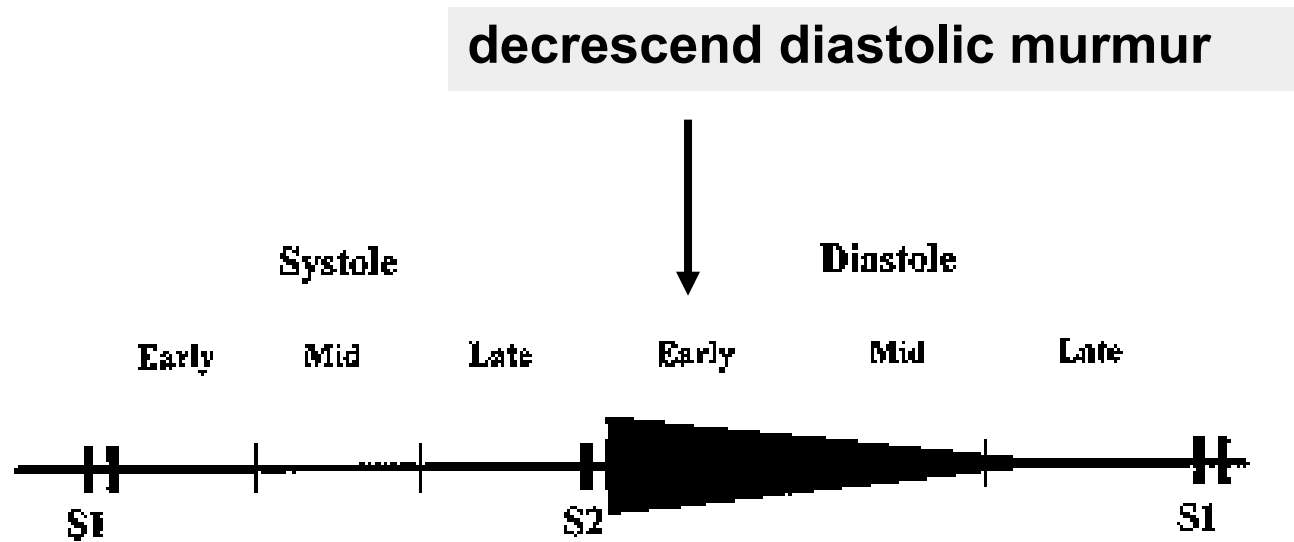 decrescend diastolic murmur
Systole Diastole
Early Mid Late Early Mid Late
S1 S2 S1